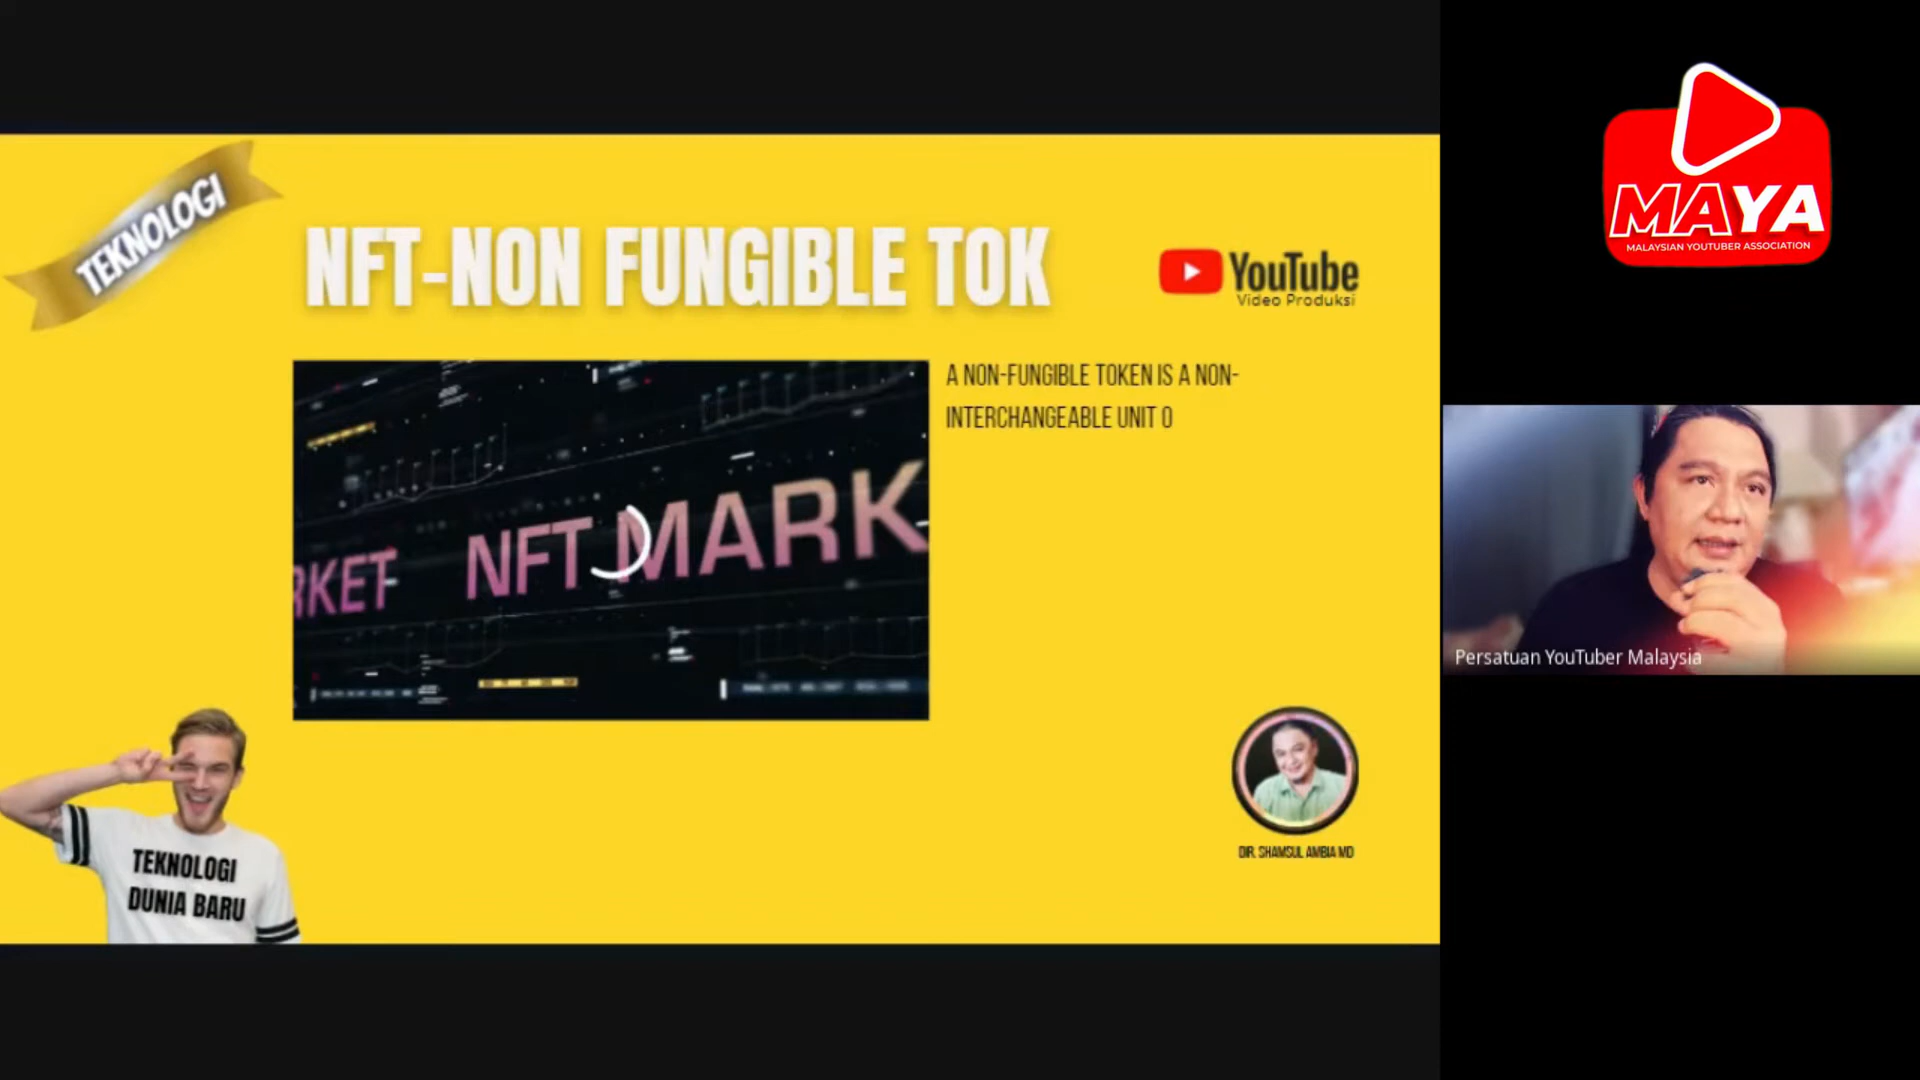 TEKNOLOGI
NFT-NON FUNGIBLE TOK
YouTube
Video Produksi
A NON-FUNGIBLE TOKEN IS A NON-
INTERCHANGEABLE UNIT O
RKET NFT MARK
TEKNOLOGI
DUNIA BARU
DIR. SHAMSUL AMBIA MD
MAYA
MALAYSIAN YOUTUBER ASSOCIATION
Persatuan YouTuber Malaysia